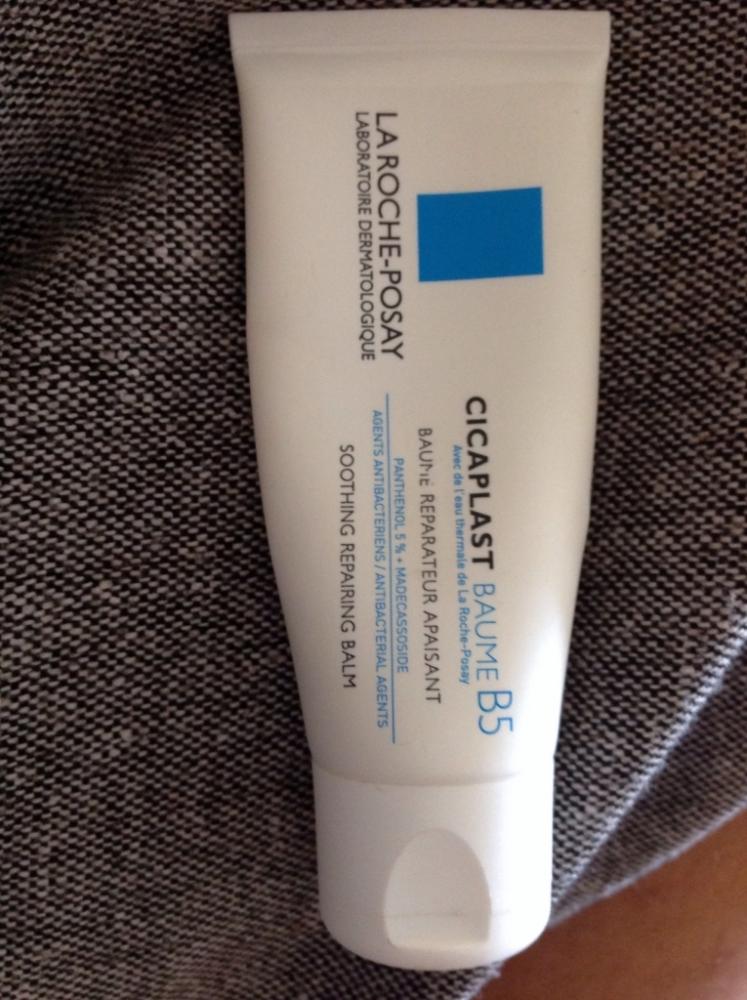 LA ROCHE-POSAY
LABORATOIRE DERMATOLOGIQUE
CICAPLAST BAUME B5
Avec de l'eau thermale de La Roche-Posay
BAUME REPARATEUR APAISANT
PANTHENOL 5 % + MADECASSOSIDE
AGENTS ANTIBACTERIENS / ANTIBACTERIAL AGENTS
SOOTHING REPAIRING BALM